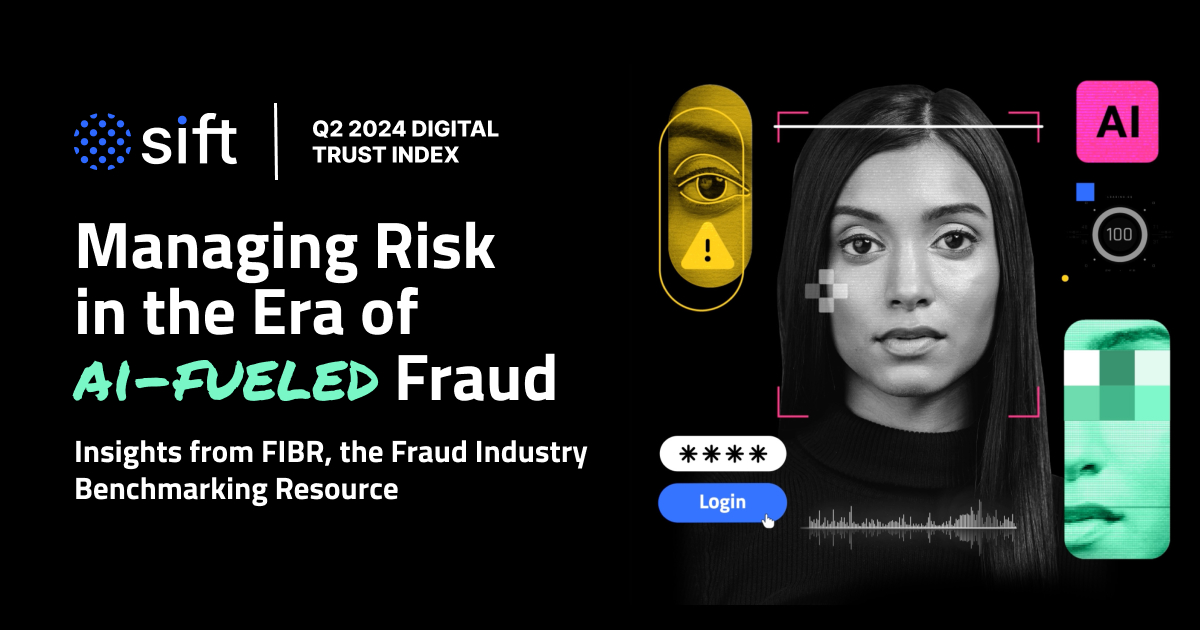 sift
Q2 2024 DIGITAL
TRUST INDEX
Managing Risk
in the Era of
AI-FUELED Fraud
Insights from FIBR, the Fraud Industry
Benchmarking Resource
!
AI
100
****
Login